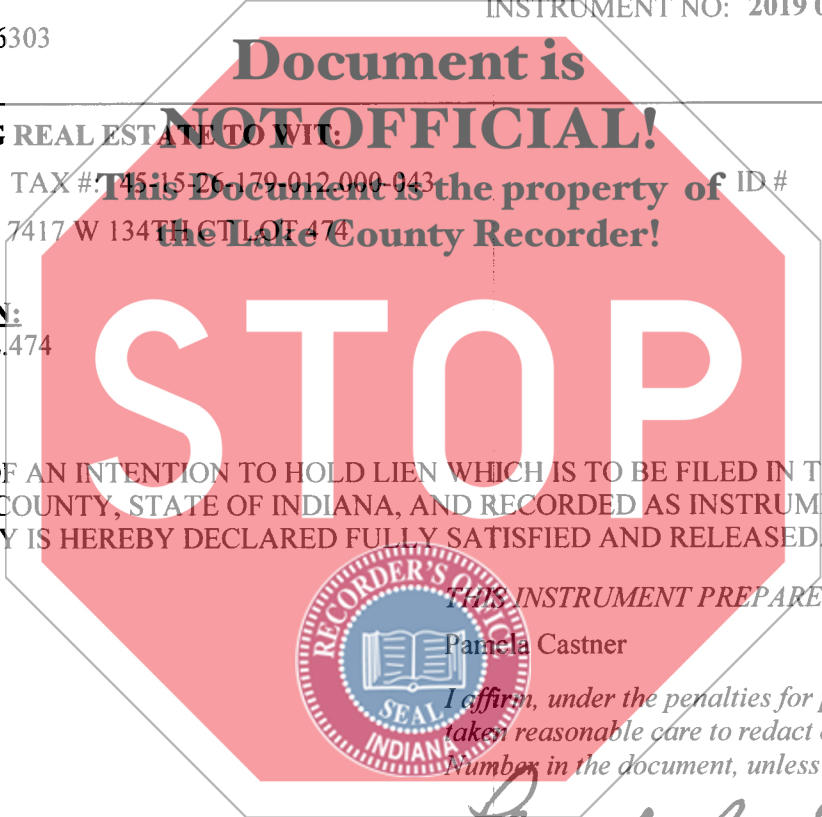 INSTRUMENT NO: 2019 0
6303
Document is
NOT OFFICIAL!
G REAL ESTATE TO WIT:
TAX #: 45-15-26-179-012.000-043 ID #
This Document is the property of
7417 W 134TH CT LOT 474
the Lake County Recorder!
N:
.474
STOP
F AN INTENTION TO HOLD LIEN WHICH IS TO BE FILED IN T
COUNTY, STATE OF INDIANA, AND RECORDED AS INSTRUM
Y IS HEREBY DECLARED FULLY SATISFIED AND RELEASED.
RECORDER'S OFFICE
SEAL
INDIANA
THIS INSTRUMENT PREPARE
Pamela Castner
I affirm, under the penalties for p
taken reasonable care to redact e
Number in the document, unless